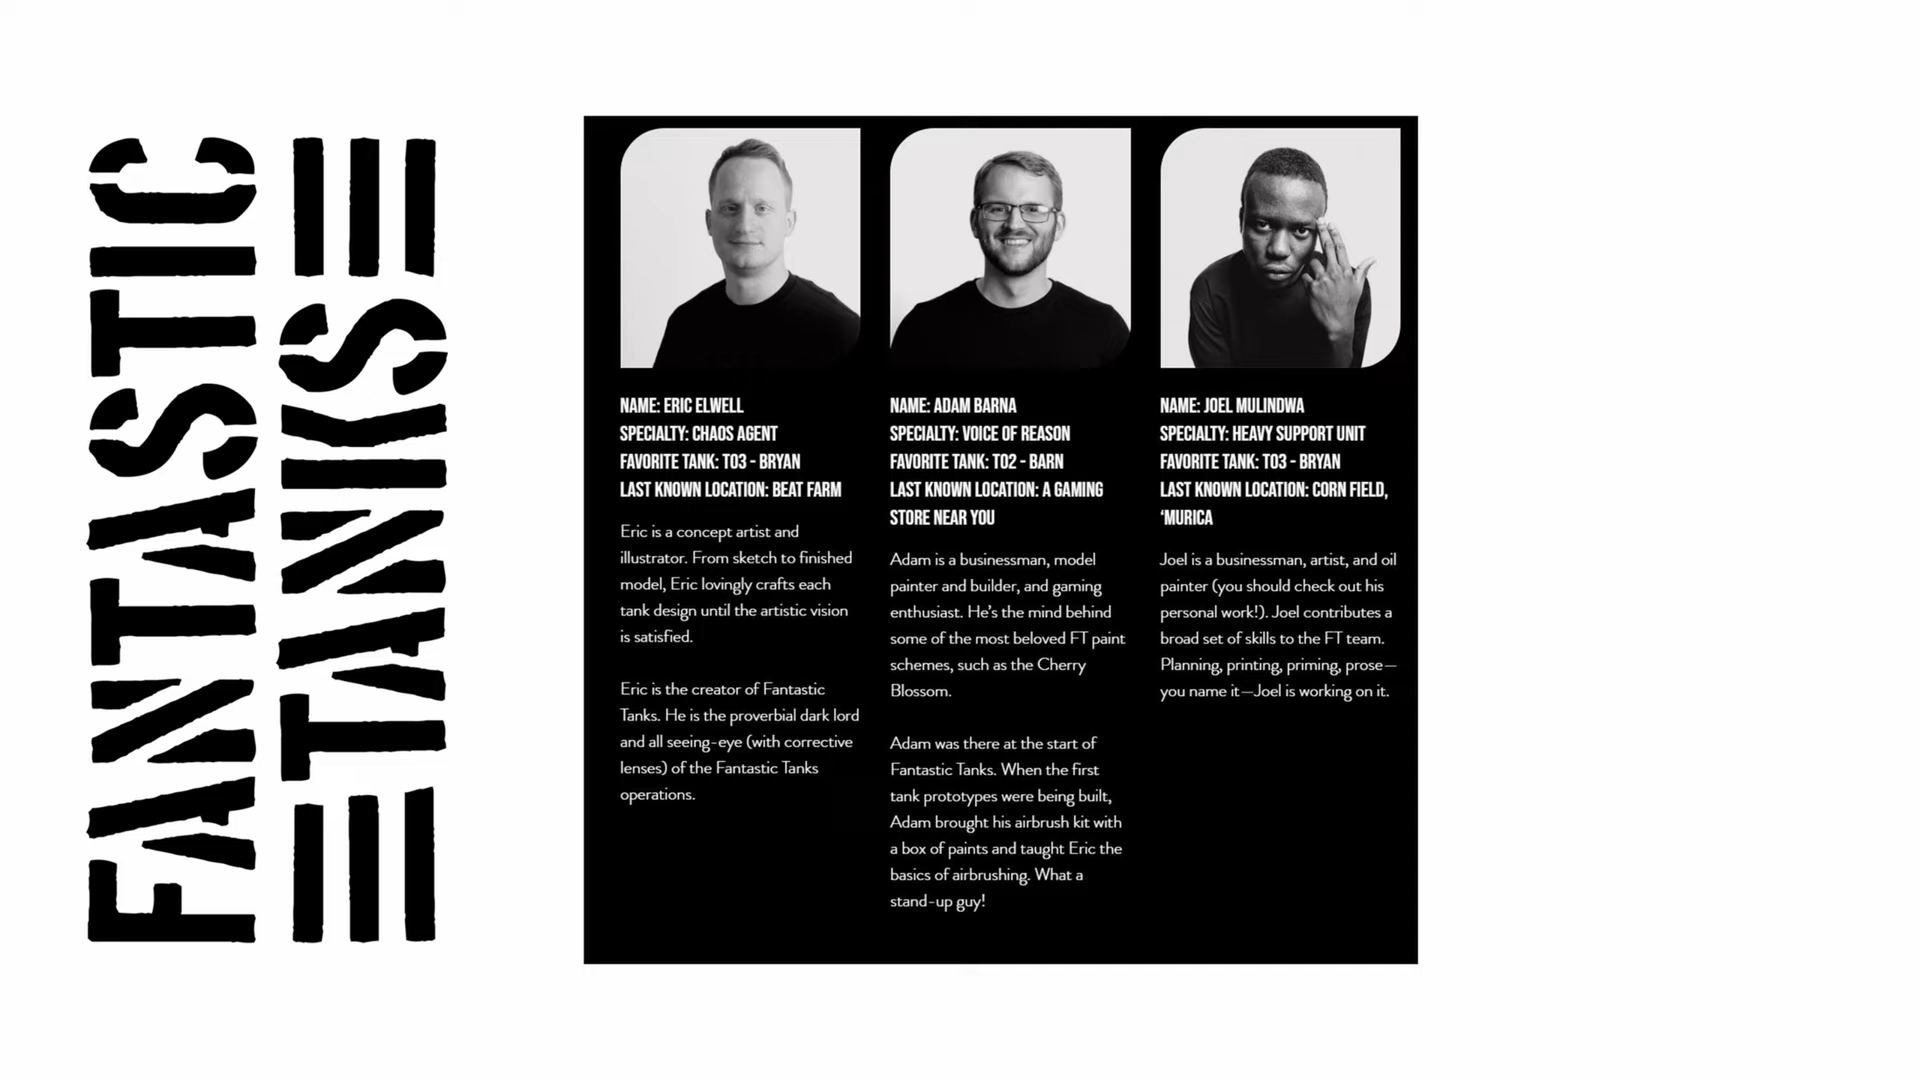 FANTASTIC
TANKS
NAME: ERIC ELWELL
SPECIALTY: CHAOS AGENT
FAVORITE TANK: T03 - BRYAN
LAST KNOWN LOCATION: BEAT FARM
Eric is a concept artist and
illustrator. From sketch to finished
model, Eric lovingly crafts each
tank design until the artistic vision
is satisfied.
Eric is the creator of Fantastic
Tanks. He is the proverbial dark lord
and all seeing-eye (with corrective
lenses) of the Fantastic Tanks
operations.
NAME: ADAM BARNA
SPECIALTY: VOICE OF REASON
FAVORITE TANK: T02 - BARN
LAST KNOWN LOCATION: A GAMING
STORE NEAR YOU
Adam is a businessman, model
painter and builder, and gaming
enthusiast. He's the mind behind
some of the most beloved FT paint
schemes, such as the Cherry
Blossom.
Adam was there at the start of
Fantastic Tanks. When the first
tank prototypes were being built,
Adam brought his airbrush kit with
a box of paints and taught Eric the
basics of airbrushing. What a
stand-up guy!
NAME: JOEL MULINDWA
SPECIALTY: HEAVY SUPPORT UNIT
FAVORITE TANK: T03 - BRYAN
LAST KNOWN LOCATION: CORN FIELD,
‘MURICA
Joel is a businessman, artist, and oil
painter (you should check out his
personal work!). Joel contributes a
broad set of skills to the FT team.
Planning, printing, priming, prose—
you name it—Joel is working on it.